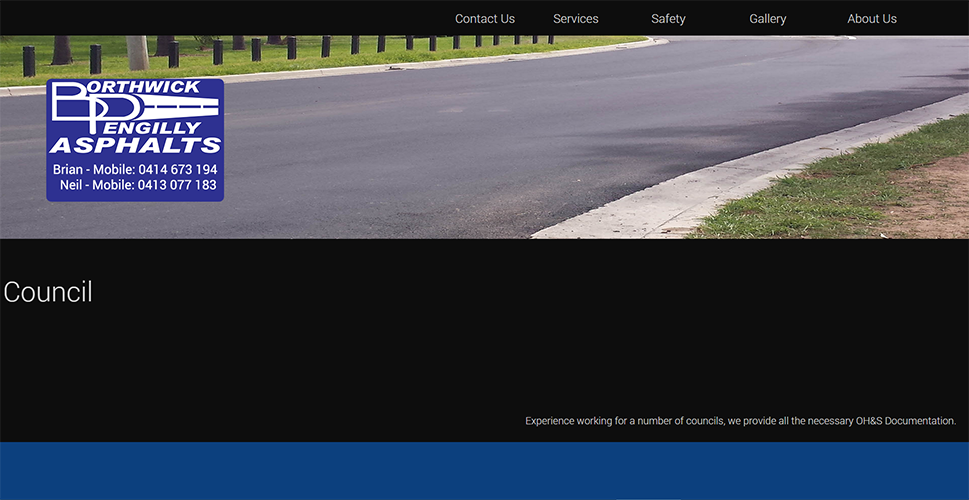 Contact Us Services Safety Gallery About Us
BORTHWICK
PENGILLY
ASPHALTS
Brian - Mobile: 0414 673 194
Neil - Mobile: 0413 077 183
Council
Experience working for a number of councils, we provide all the necessary OH&S Documentation.